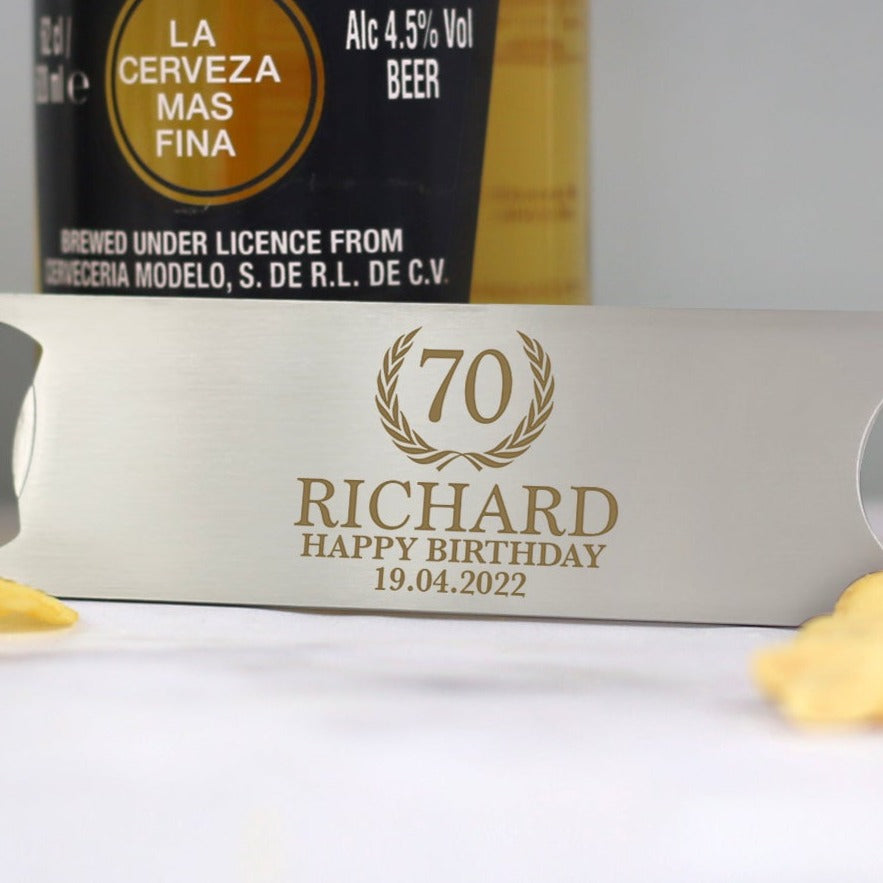 LA
CERVEZA
MAS
FINA
Alc 4.5% Vol
BEER
BREWED UNDER LICENCE FROM
CERVECERIA MODELO, S. DE R.L. DE C.V.
70
RICHARD
HAPPY BIRTHDAY
19.04.2022